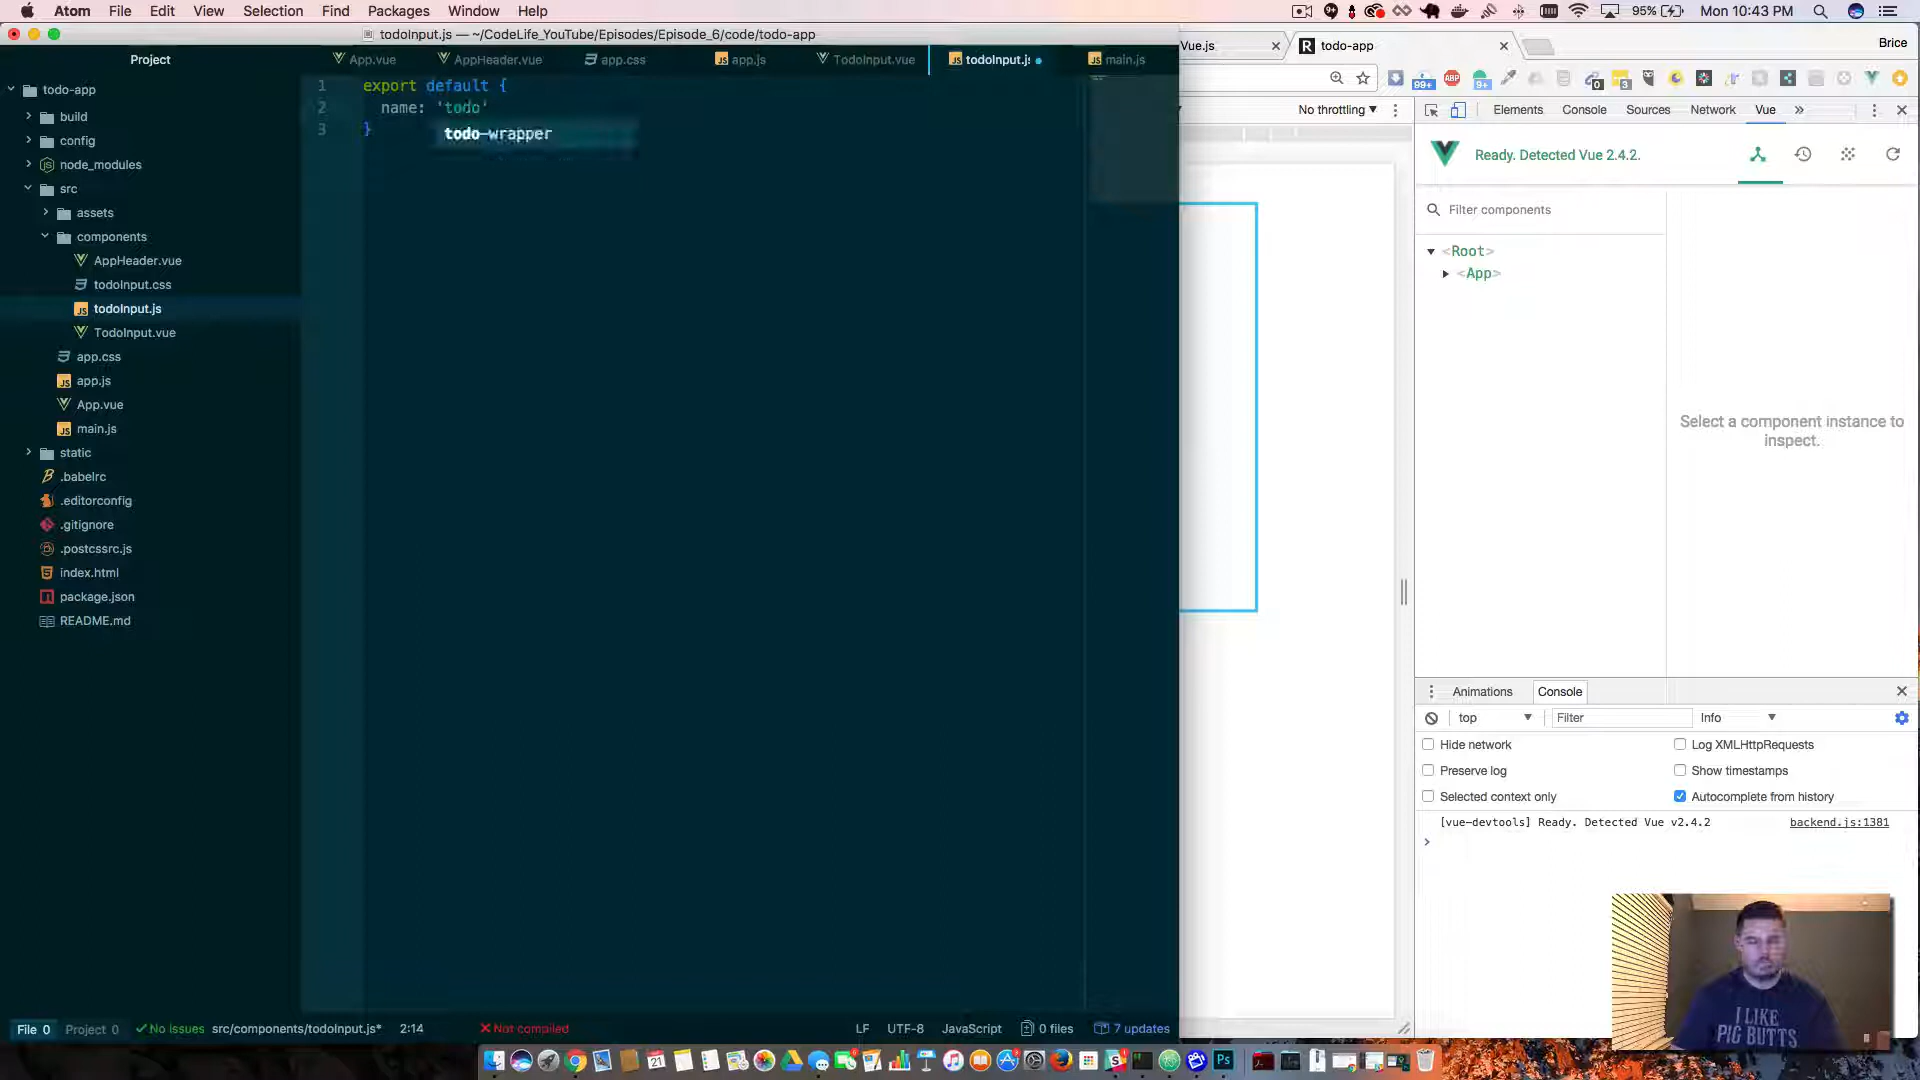 Atom File Edit View Selection Find Packages Window Help
9+ 95% Mon 10:43 PM
todoInput.js — ~/CodeLife_YouTube/Episodes/Episode_6/code/todo-app
Vue.js todo-app Brice
Project
App.vue AppHeader.vue app.css app.js TodoInput.vue todoInput.js main.js
99+ ABP 9+ 0 3
1 export default {
2 name: 'todo'
3 }
todo-wrapper
todo-app
build
config
node_modules
src
assets
components
AppHeader.vue
todoInput.css
todoInput.js
TodoInput.vue
app.css
app.js
App.vue
main.js
static
.babelrc
.editorconfig
.gitignore
.postcssrc.js
index.html
package.json
README.md
No throttling
Elements Console Sources Network Vue
Ready. Detected Vue 2.4.2.
Filter components
<Root>
<App>
Select a component instance to
inspect.
Animations Console
top Filter Info
Hide network Log XMLHttpRequests
Preserve log Show timestamps
Selected context only Autocomplete from history
[vue-devtools] Ready. Detected Vue v2.4.2 backend.js:1381
I LIKE
PIG BUTTS
File 0 Project 0 No issues src/components/todoInput.js* 2:14 Not compiled LF UTF-8 JavaScript 0 files 7 updates
21 Ps